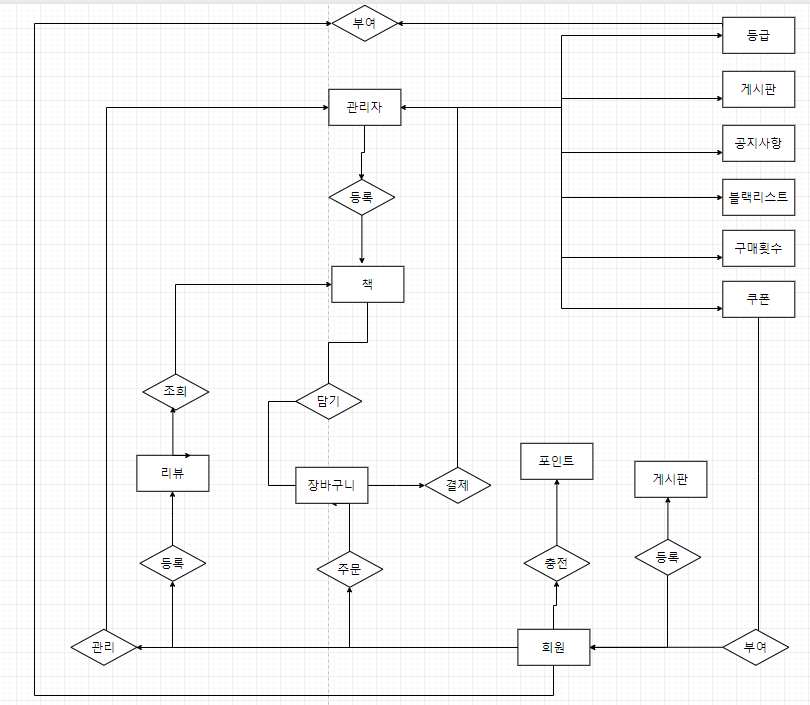 부여
등급
게시판
관리자
공지사항
등록
블랙리스트
구매횟수
책
쿠폰
조회
담기
포인트
리뷰
게시판
장바구니
결제
등록
주문
충전
등록
관리
회원
부여